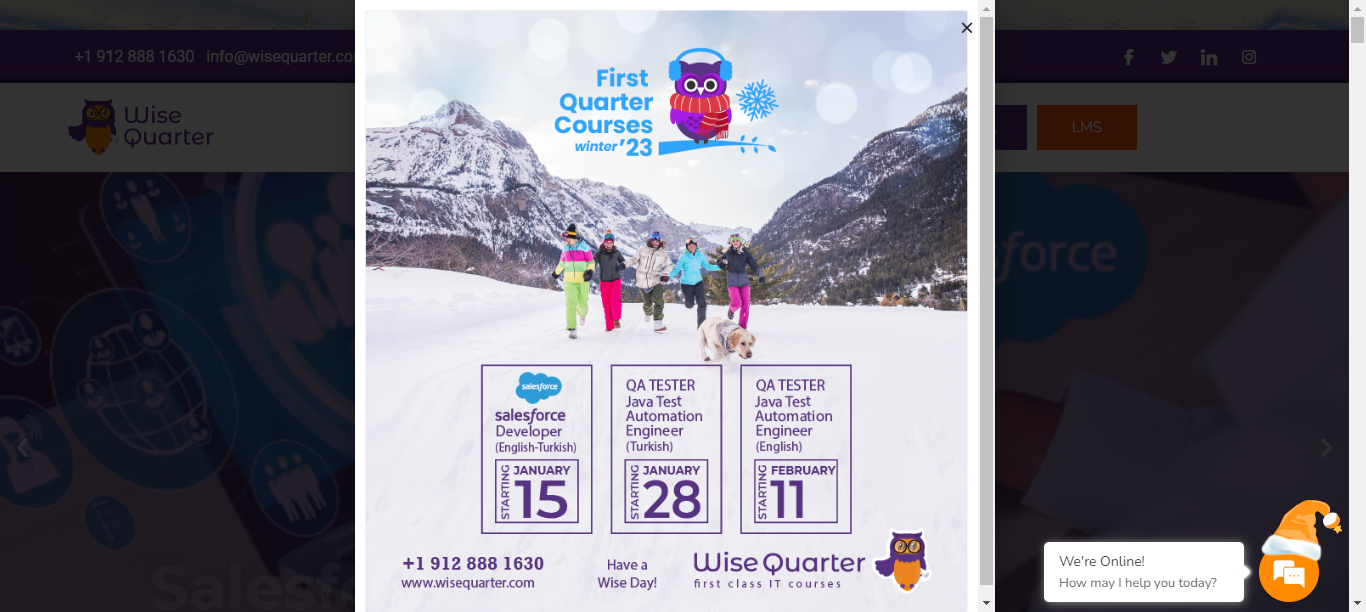 +1 912 888 1630 info@wisequarter.co
Wise
Quarter
LMS
First
Quarter
Courses
winter '23
salesforce
salesforce
Developer
(English-Turkish)
STARTING
JANUARY
15
QA TESTER
Java Test
Automation
Engineer
(Turkish)
STARTING
JANUARY
28
QA TESTER
Java Test
Automation
Engineer
(English)
STARTING
FEBRUARY
11
+1 912 888 1630
www.wisequarter.com
Have a
Wise Day!
Wise Quarter
first class IT courses
We're Online!
How may I help you today?
Salesfo